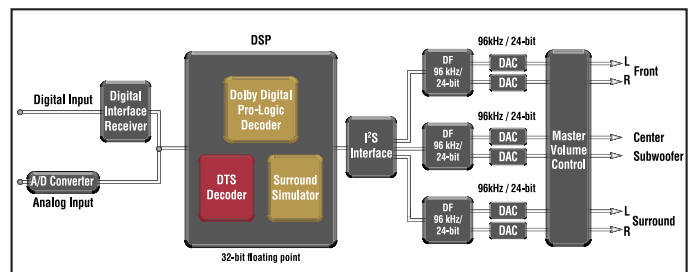 DSP
Digital Input
Digital
Interface
Receiver
A/D Converter
Analog Input
Dolby Digital
Pro-Logic
Decoder
DTS
Decoder
Surround
Simulator
32-bit floating point
I²S
Interface
96kHz / 24-bit
DF
96 kHz/
24-bit
DAC
DAC
96kHz / 24-bit
DF
96 kHz/
24-bit
DAC
DAC
96kHz / 24-bit
DF
96 kHz/
24-bit
DAC
DAC
Master
Volume
Control
L
Front
R
Center
Subwoofer
L
Surround
R